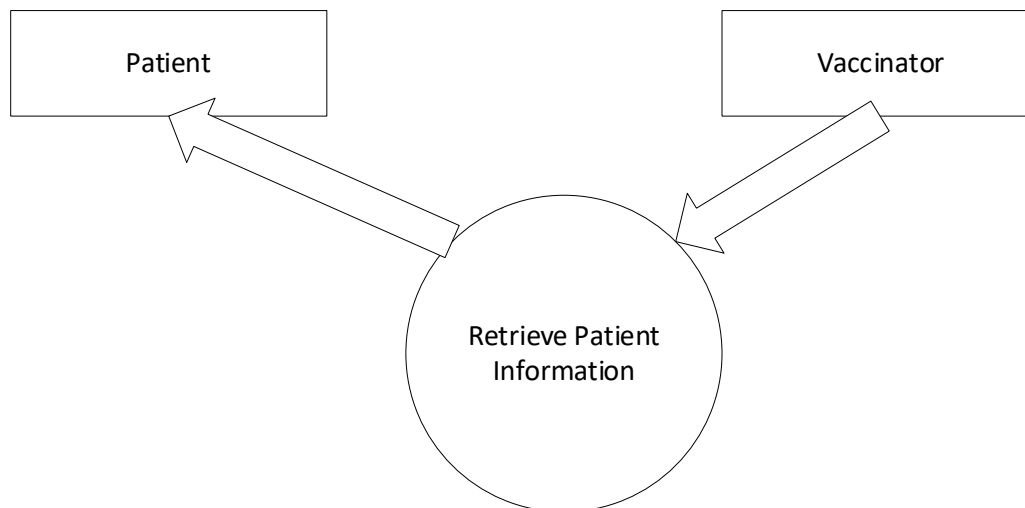 Patient
Vaccinator
Retrieve Patient
Information